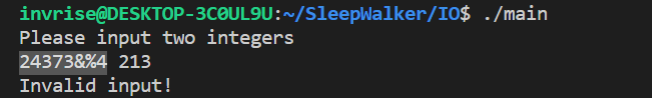 invrise@DESKTOP-3C0UL9U:~/SleepWalker/IO$ ./main
Please input two integers
24373&%4 213
Invalid input!